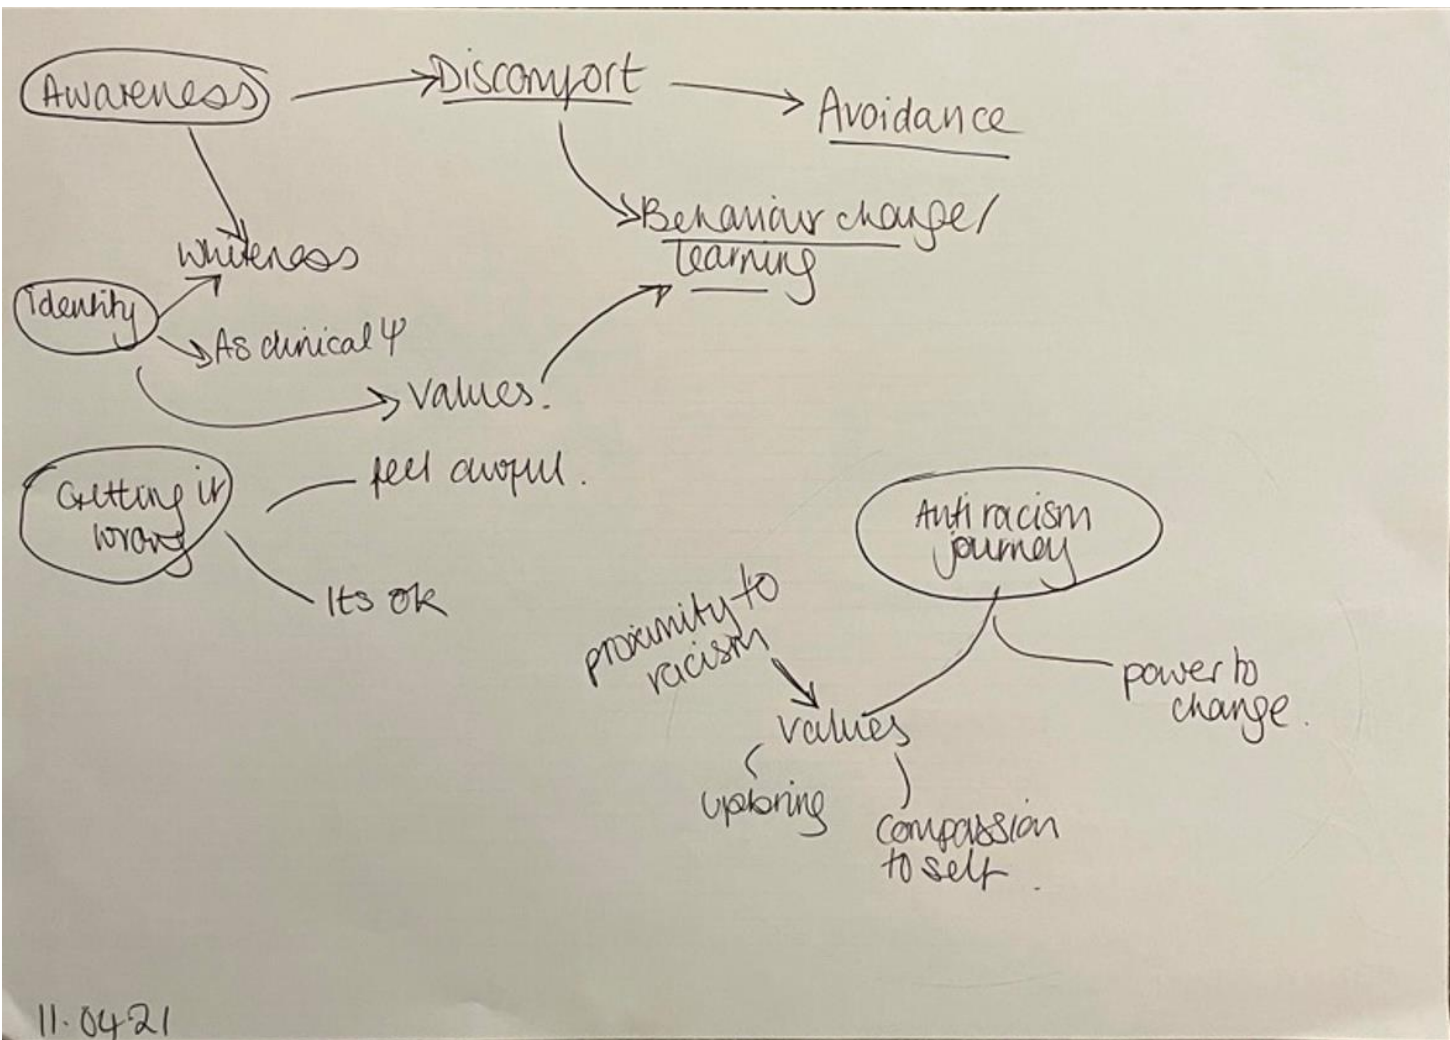 Awareness
Discomfort
Avoidance
Behaviour change/
learning
Whiteness
identity
As clinical Ψ
Values.
Getting it
wrong
feel awful.
Its ok
Anti racism
journey
proximity to
racism
power to
change.
values
upbring
compassion
to self.
11.04.21